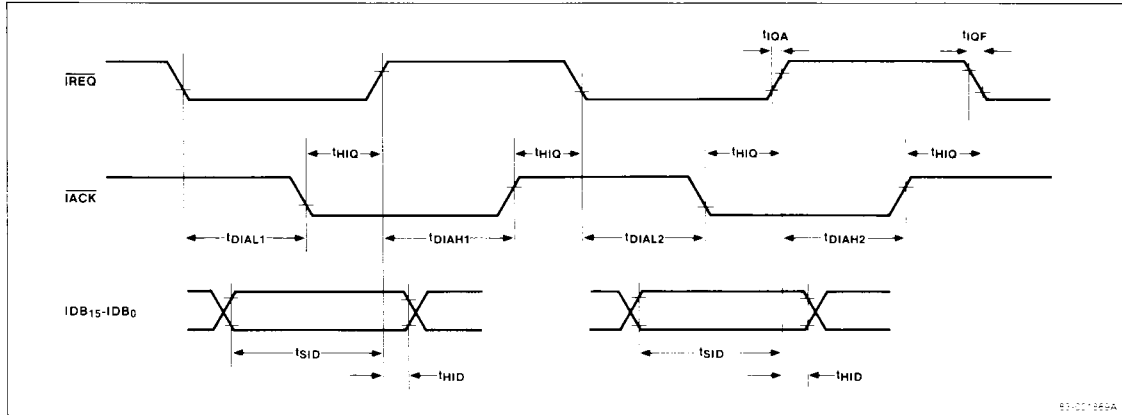 tIQA tIQF
IREQ
tHIQ tHIQ tHIQ tHIQ
IACK
tDIAL1 tDIAH1 tDIAL2 tDIAH2
IDB15-IDB0
tSID tSID
tHID tHID